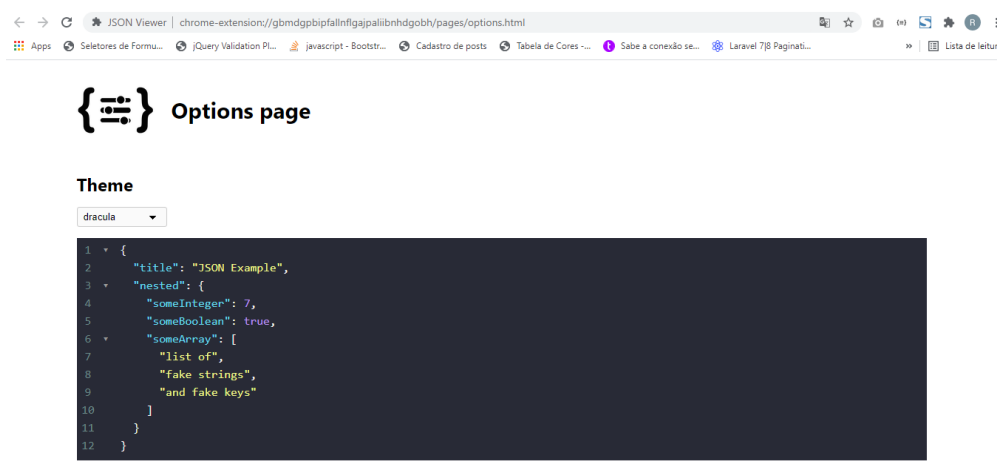 JSON Viewer | chrome-extension://gbmdgpbipfallnflgajpaliibnhdgobh/pages/options.html
Apps Seletores de Formu... jQuery Validation Pl... javascript - Bootstr... Cadastro de posts Tabela de Cores -... Sabe a conexão se... Laravel 7|8 Paginati... » Lista de leitur
{ } Options page
Theme
dracula
1 {
2 "title": "JSON Example",
3 "nested": {
4 "someInteger": 7,
5 "someBoolean": true,
6 "someArray": [
7 "list of",
8 "fake strings",
9 "and fake keys"
10 ]
11 }
12 }